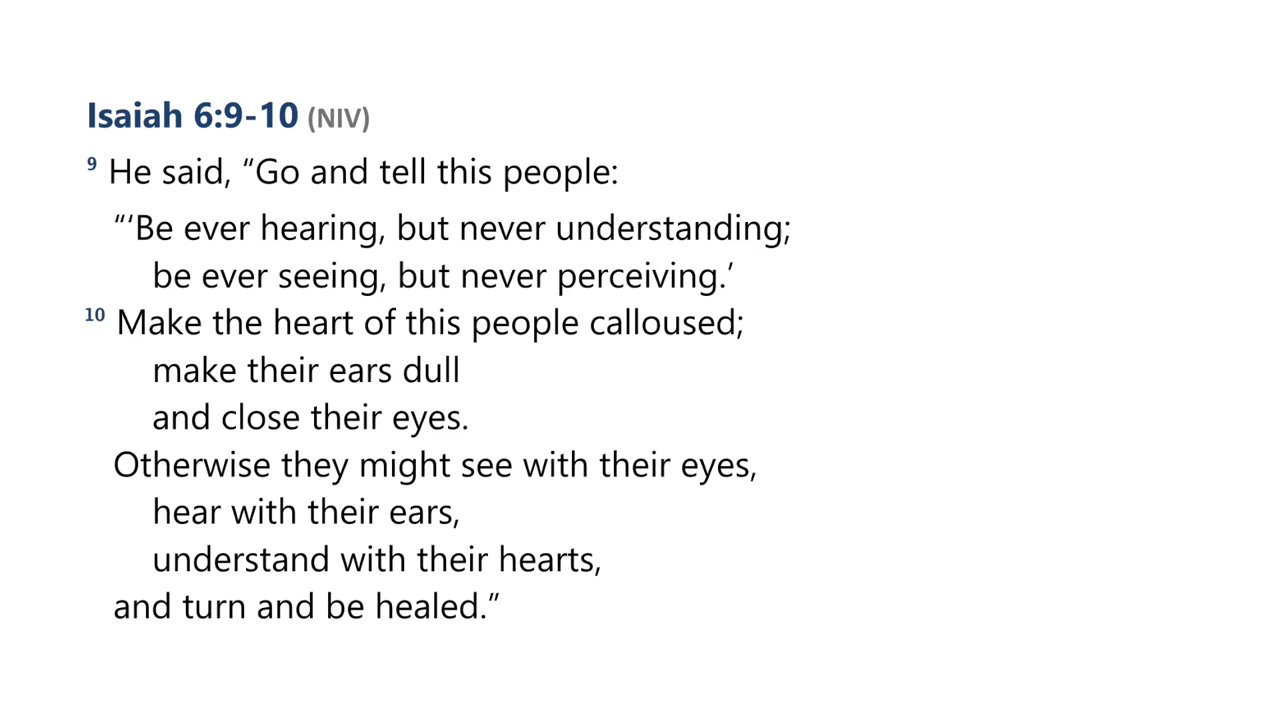 Isaiah 6:9-10 (NIV)
9 He said, “Go and tell this people:
“‘Be ever hearing, but never understanding;
be ever seeing, but never perceiving.’
10 Make the heart of this people calloused;
make their ears dull
and close their eyes.
Otherwise they might see with their eyes,
hear with their ears,
understand with their hearts,
and turn and be healed.”